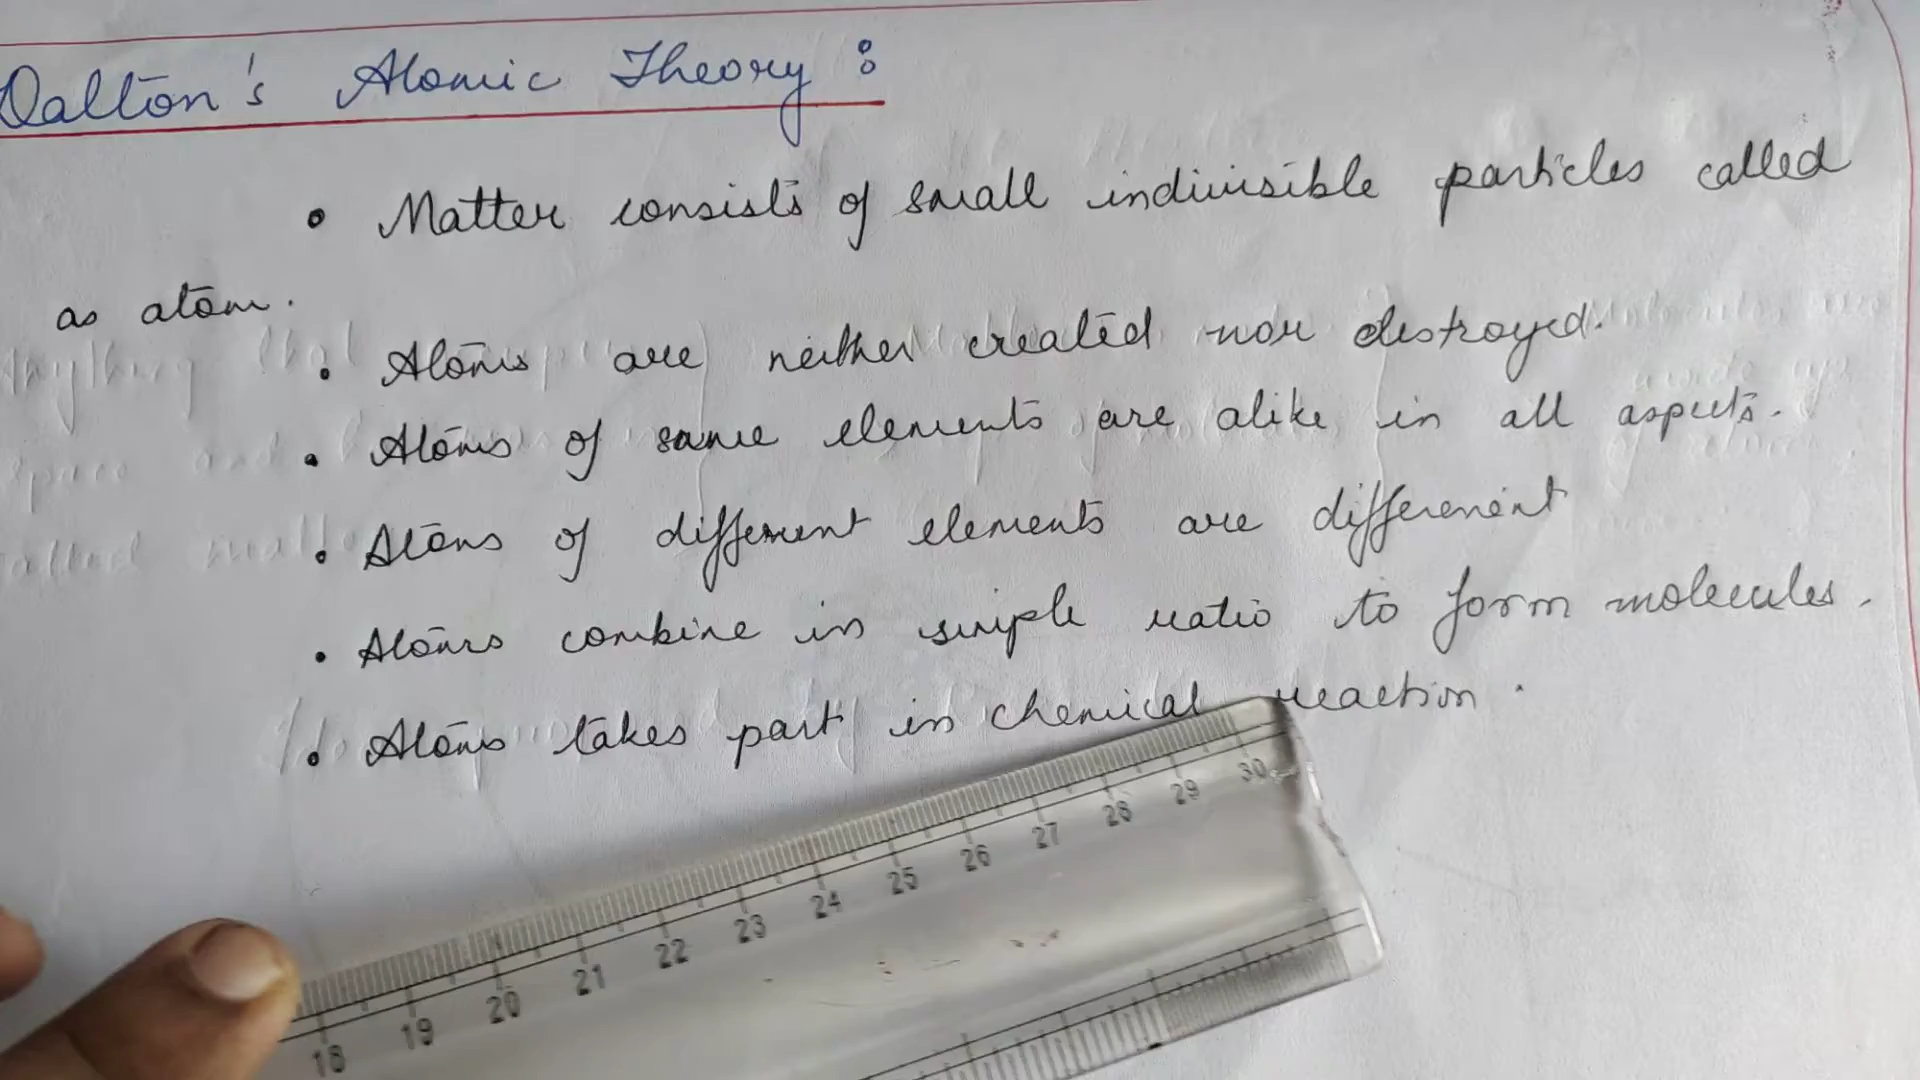 Dalton's Atomic Theory :
• Matter consists of small indivisible particles called
as atom.
• Atoms are neither created nor destroyed.
• Atoms of same elements are alike in all aspects.
• Atoms of different elements are differenent
• Atoms combine in simple ratio to form molecules.
• Atoms takes part in chemical reaction.
18 19 20 21 22 23 24 25 26 27 28 29 30